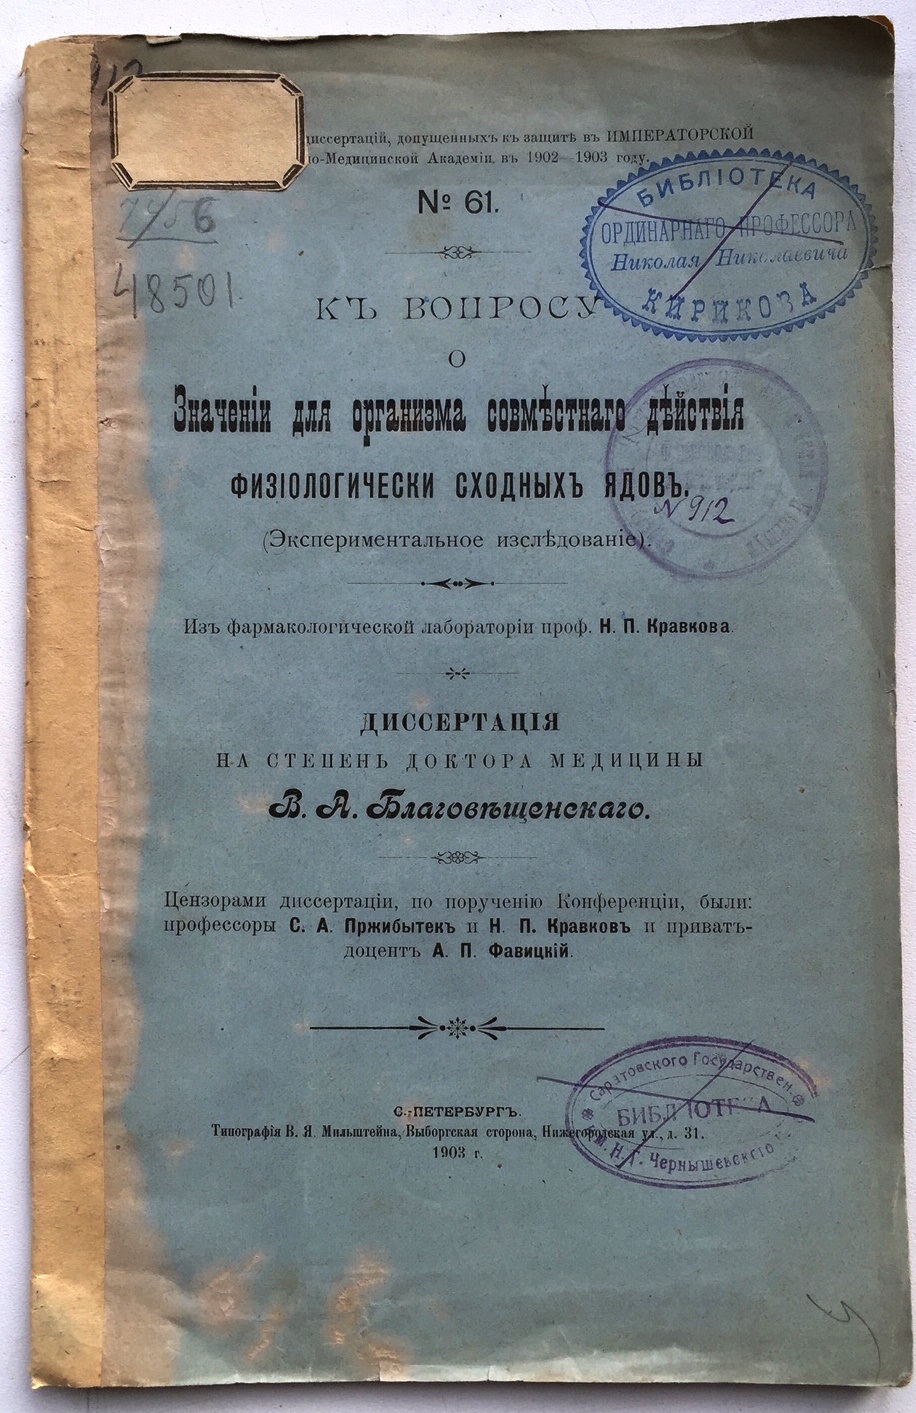 диссертацій, допущенныхъ къ защитѣ въ ИМПЕРАТОРСКОЙ
о-Медицинской Академіи въ 1902—1903 году.
№ 61.
БИБЛІОТЕКА
ОРДИНАРНАГО ПРОФЕССОРА
Николая Николаевича
КИРИКОВА
48501
КЪ ВОПРОСУ
О
Значеніи для организма совмѣстнаго дѣйствія
ФИЗІОЛОГИЧЕСКИ СХОДНЫХЪ ЯДОВЪ.
N 912
(Экспериментальное изслѣдованіе).
Изъ фармакологической лабораторіи проф. Н. П. Кравкова.
ДИССЕРТАЦІЯ
НА СТЕПЕНЬ ДОКТОРА МЕДИЦИНЫ
В. А. Благовѣщенскаго.
Цензорами диссертаціи, по порученію Конференціи, были:
профессоры С. А. Пржибытекъ и Н. П. Кравковъ и приватъ-
доцентъ А. П. Фавицкій.
Саратовского Государствен
БИБЛІОТЕКА
им. Н. Г. Чернышевского
С.-ПЕТЕРБУРГЪ.
Типографія В. Я. Мильштейна, Выборгская сторона, Нижегородская ул., д. 31.
1903 г.